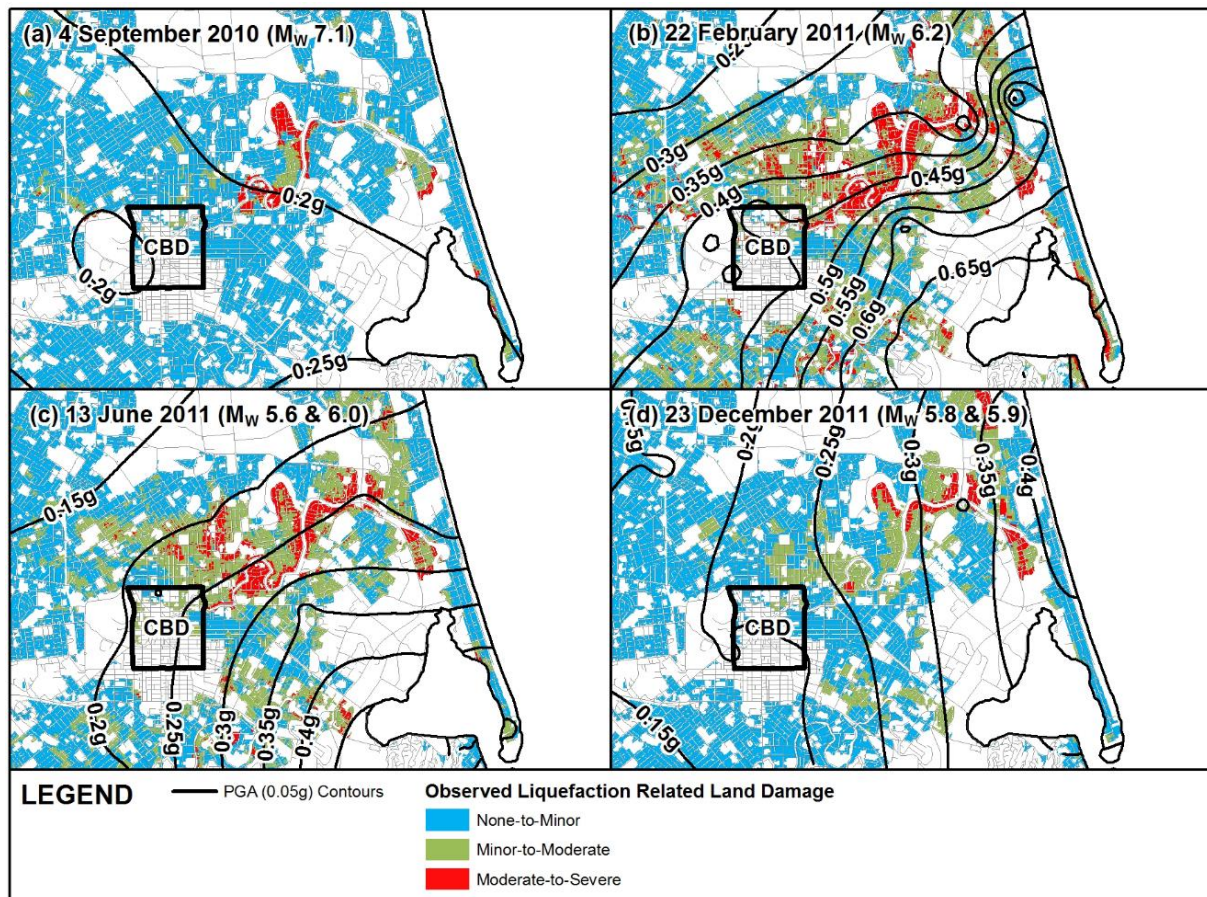 (a) 4 September 2010 (MW 7.1)
0.2g
CBD
0.2g
0.25g
(b) 22 February 2011 (MW 6.2)
0.3g
0.35g
0.4g
0.45g
CBD
0.5g
0.55g
0.6g
0.65g
(c) 13 June 2011 (MW 5.6 & 6.0)
0.15g
CBD
0.2g
0.25g
0.3g
0.35g
0.4g
(d) 23 December 2011 (MW 5.8 & 5.9)
0.25g
0.3g
0.35g
0.4g
CBD
0.15g
LEGEND
PGA (0.05g) Contours
Observed Liquefaction Related Land Damage
None-to-Minor
Minor-to-Moderate
Moderate-to-Severe